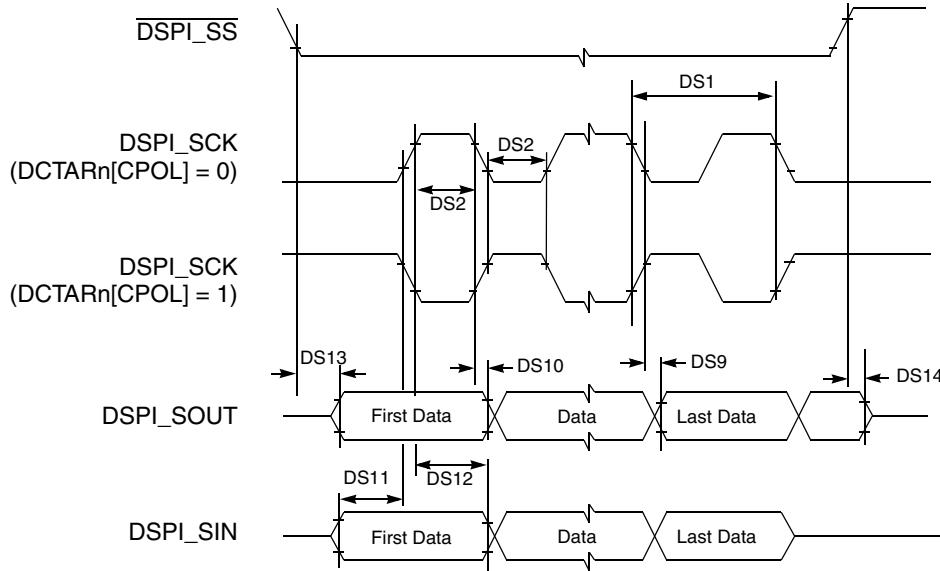 DSPI_SS
DS1
DSPI_SCK
(DCTARn[CPOL] = 0)
DS2
DS2
DSPI_SCK
(DCTARn[CPOL] = 1)
DS13
DS10
DS9
DS14
DSPI_SOUT
First Data
Data
Last Data
DS11
DS12
DSPI_SIN
First Data
Data
Last Data